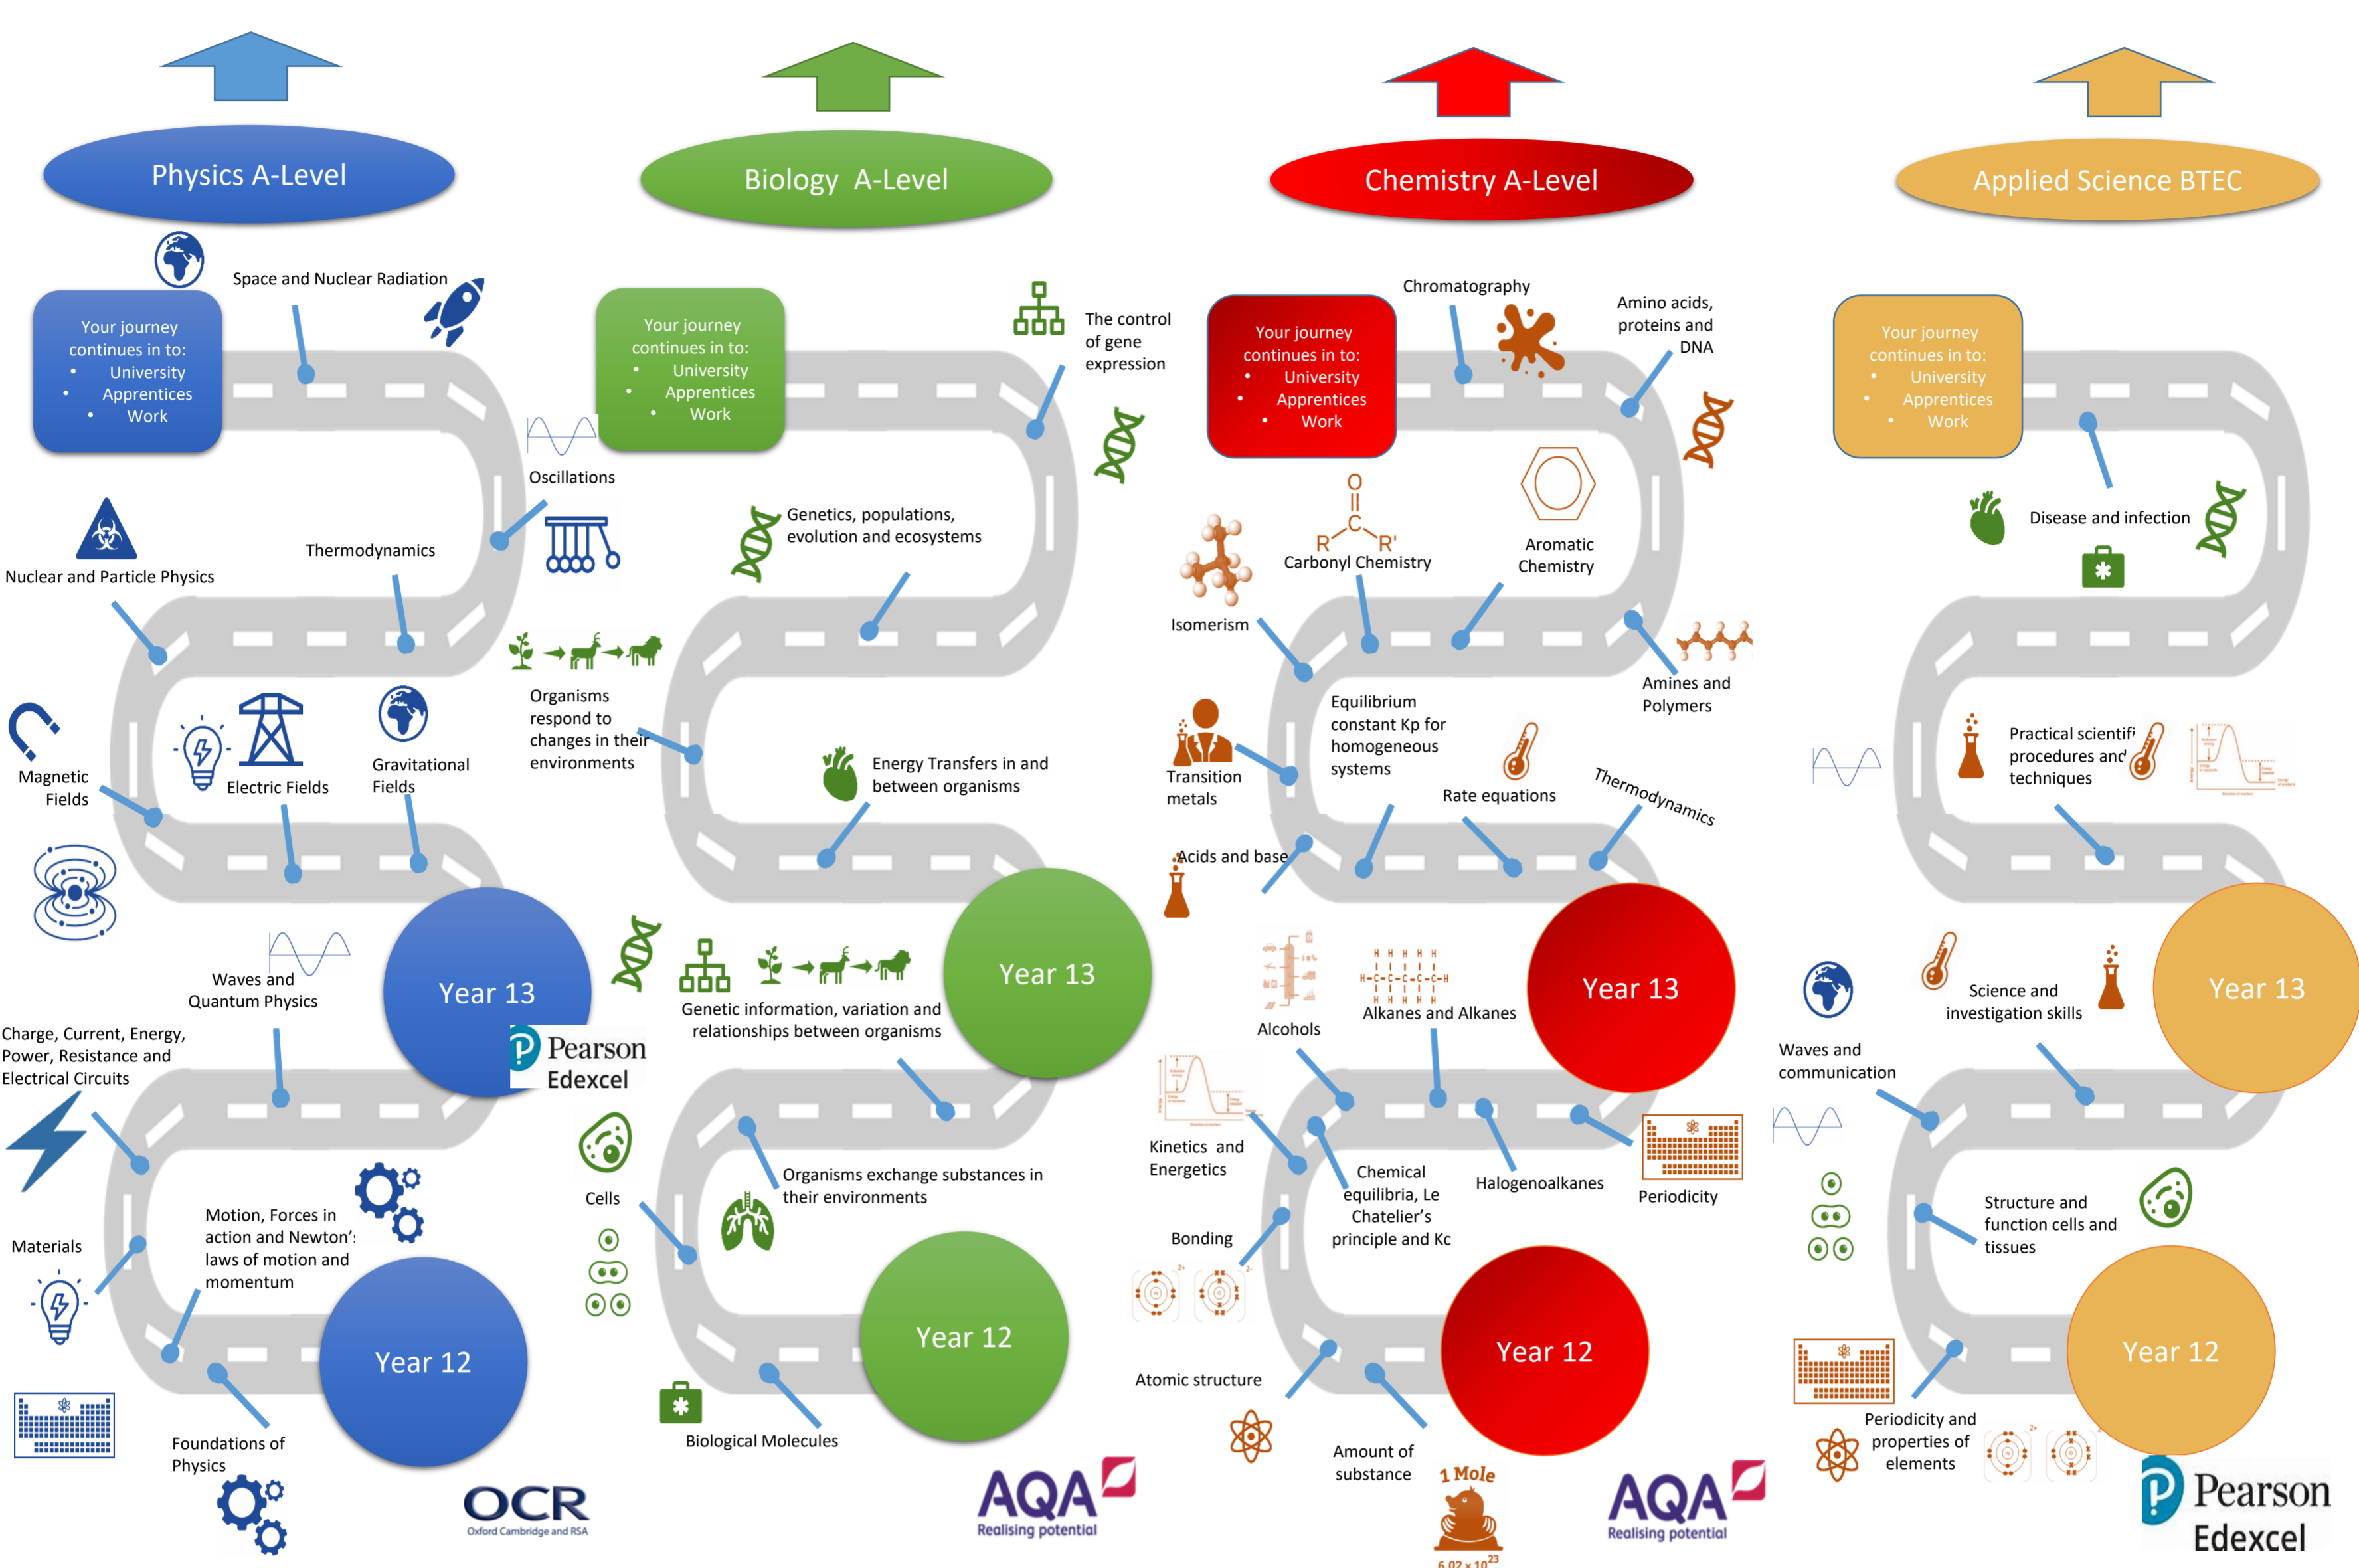 Physics A-Level
Space and Nuclear Radiation
Your journey
continues in to:
• University
• Apprentices
• Work
Oscillations
Thermodynamics
Nuclear and Particle Physics
Magnetic
Fields
Electric Fields
Gravitational
Fields
Year 13
Pearson
Edexcel
Waves and
Quantum Physics
Charge, Current, Energy,
Power, Resistance and
Electrical Circuits
Materials
Motion, Forces in
action and Newton's
laws of motion and
momentum
Year 12
Foundations of
Physics
OCR
Oxford Cambridge and RSA
Biology A-Level
Your journey
continues in to:
• University
• Apprentices
• Work
The control
of gene
expression
Genetics, populations,
evolution and ecosystems
Organisms
respond to
changes in their
environments
Energy Transfers in and
between organisms
Year 13
Genetic information, variation and
relationships between organisms
Organisms exchange substances in
their environments
Cells
Year 12
Biological Molecules
AQA
Realising potential
Chemistry A-Level
Your journey
continues in to:
• University
• Apprentices
• Work
Chromatography
Amino acids,
proteins and
DNA
O
C
R R'
Carbonyl Chemistry
Aromatic
Chemistry
Isomerism
Amines and
Polymers
Transition
metals
Equilibrium
constant Kp for
homogeneous
systems
Rate equations
Thermodynamics
Acids and base
Year 13
Alcohols
H H H H
H-C-C-C-C-C-H
H H H H
Alkanes and Alkanes
Kinetics and
Energetics
Chemical
equilibria, Le
Chatelier's
principle and Kc
Halogenoalkanes
Periodicity
Bonding
2+ 2-
Year 12
Atomic structure
Amount of
substance
1 Mole
6.02 x 10²³
AQA
Realising potential
Applied Science BTEC
Your journey
continues in to:
• University
• Apprentices
• Work
Disease and infection
Practical scientifi
procedures and
techniques
Year 13
Science and
investigation skills
Waves and
communication
Structure and
function cells and
tissues
Year 12
Periodicity and
properties of
elements
2+
Pearson
Edexcel